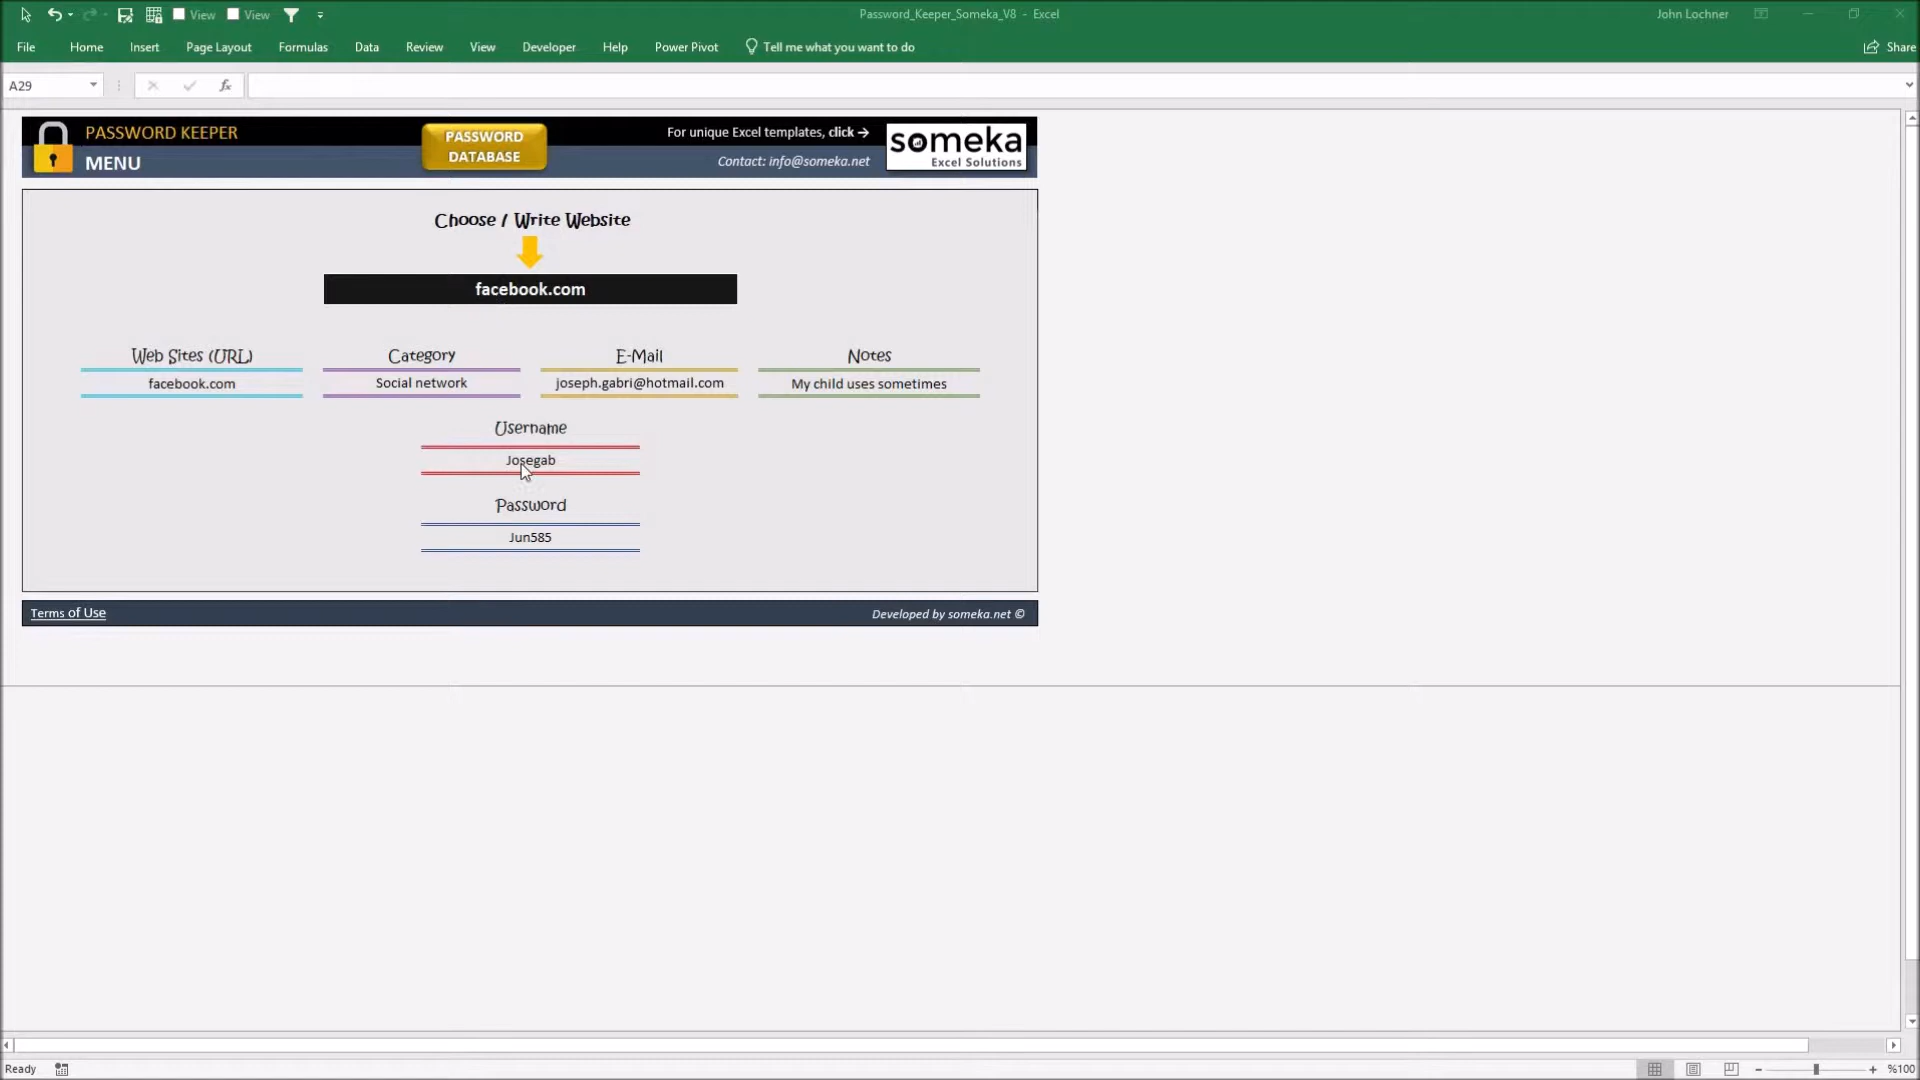 View View Password_Keeper_Someka_V8 - Excel John Lochner
File Home Insert Page Layout Formulas Data Review View Developer Help Power Pivot Tell me what you want to do Share
A29 fx
PASSWORD KEEPER
MENU
PASSWORD
DATABASE
For unique Excel templates, click →
Contact: info@someka.net
someka
Excel Solutions
Choose / Write Website
facebook.com
Web Sites (URL) Category E-Mail Notes
facebook.com Social network joseph.gabri@hotmail.com My child uses sometimes
Username
Josegab
Password
Jun585
Terms of Use Developed by someka.net ©
Ready %100